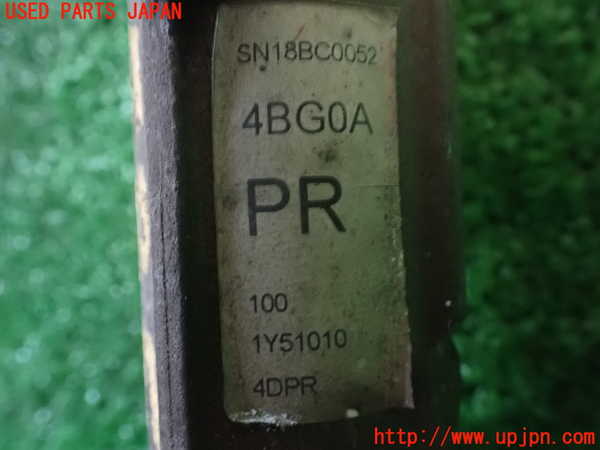 USED PARTS JAPAN
SN18BC0052
4BG0A
PR
100
1Y51010
4DPR
http://www.upjpn.com/